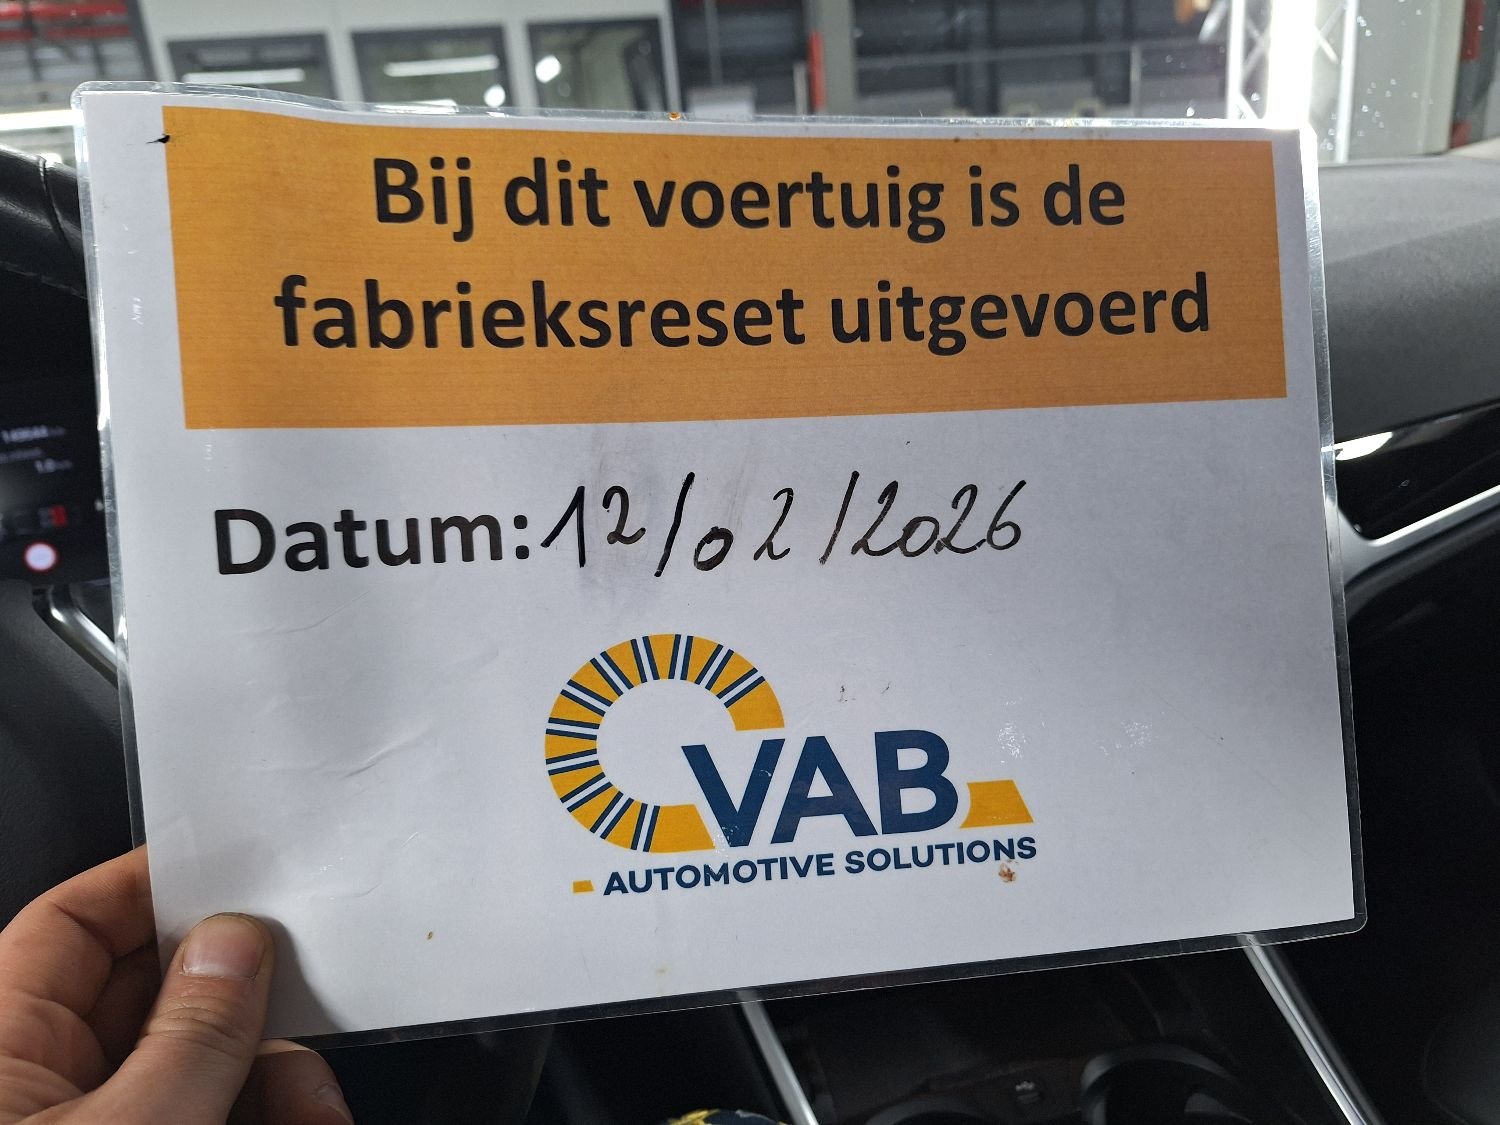 Bij dit voertuig is de
fabrieksreset uitgevoerd
Datum: 12/02/2026
VAB
AUTOMOTIVE SOLUTIONS